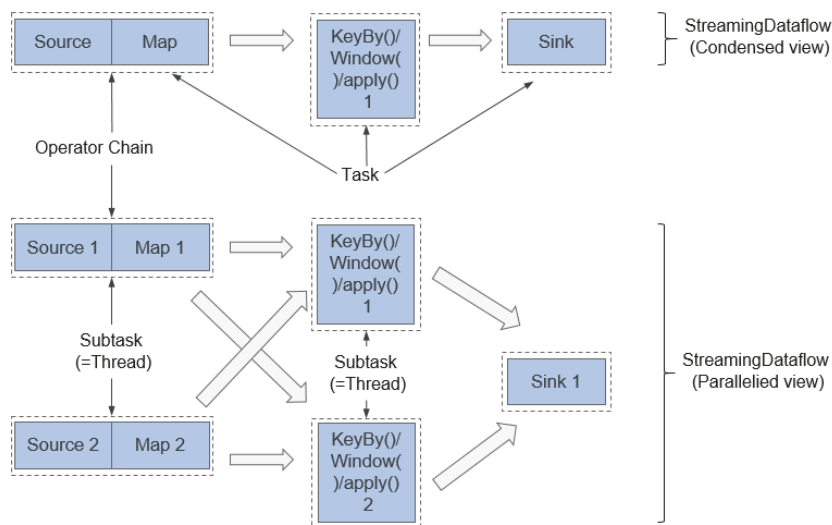 Source
Map
KeyBy()/
Window(
)/apply()
1
Sink
StreamingDataflow
(Condensed view)
Operator Chain
Task
Source 1
Map 1
KeyBy()/
Window(
)/apply()
1
Subtask
(=Thread)
Subtask
(=Thread)
Sink 1
StreamingDataflow
(Parallelied view)
Source 2
Map 2
KeyBy()/
Window(
)/apply()
2